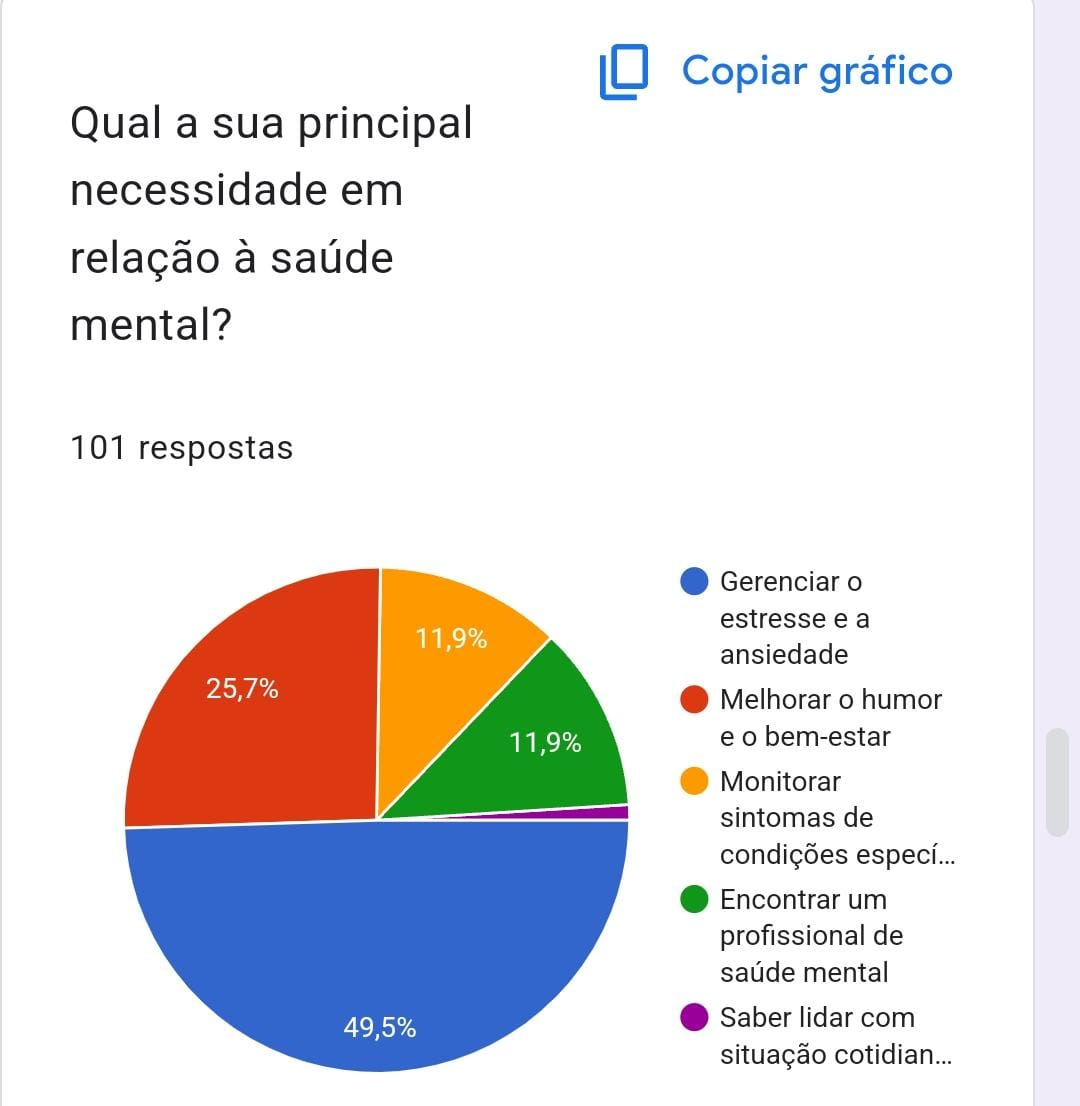 Copiar gráfico
Qual a sua principal
necessidade em
relação à saúde
mental?
101 respostas
11,9%
25,7%
11,9%
49,5%
Gerenciar o
estresse e a
ansiedade
Melhorar o humor
e o bem-estar
Monitorar
sintomas de
condições especí...
Encontrar um
profissional de
saúde mental
Saber lidar com
situação cotidian...